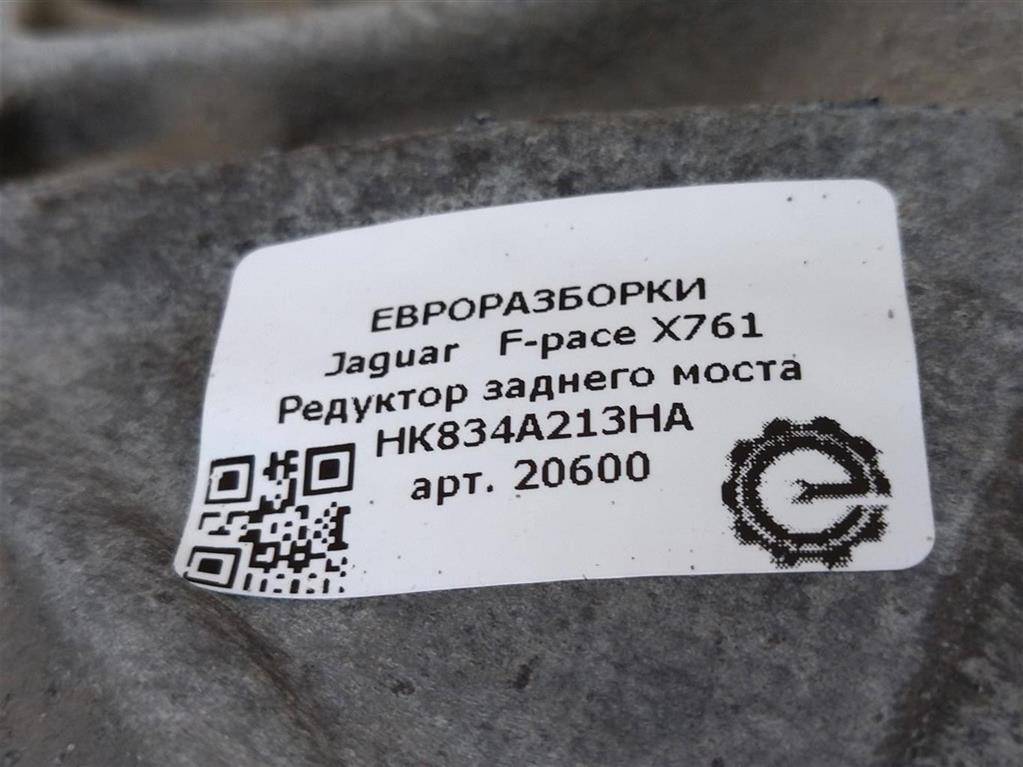 ЕВРОРАЗБОРКИ
Jaguar F-pace X761
Редуктор заднего моста
HK834A213HA
арт. 20600